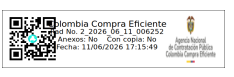 olombia Compra Eficiente
ad No. 2_2026_06_11_006252
Anexos: No Con copia: No
Fecha: 11/06/2026 17:15:49
Agencia Nacional
de Contratación Pública
Colombia Compra Eficiente